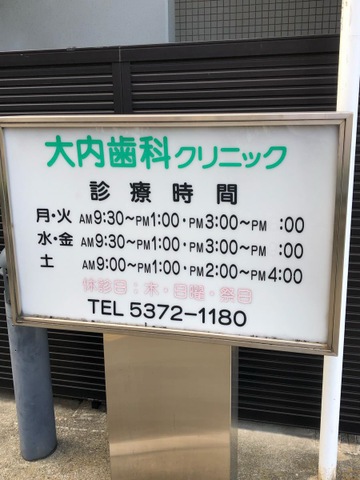 大内歯科クリニック
診療時間
月・火 AM9:30〜PM1:00・PM3:00〜PM :00
水・金 AM9:30〜PM1:00・PM3:00〜PM :00
土 AM9:00〜PM1:00・PM2:00〜PM4:00
休診日：木・日曜・祭日
TEL 5372-1180